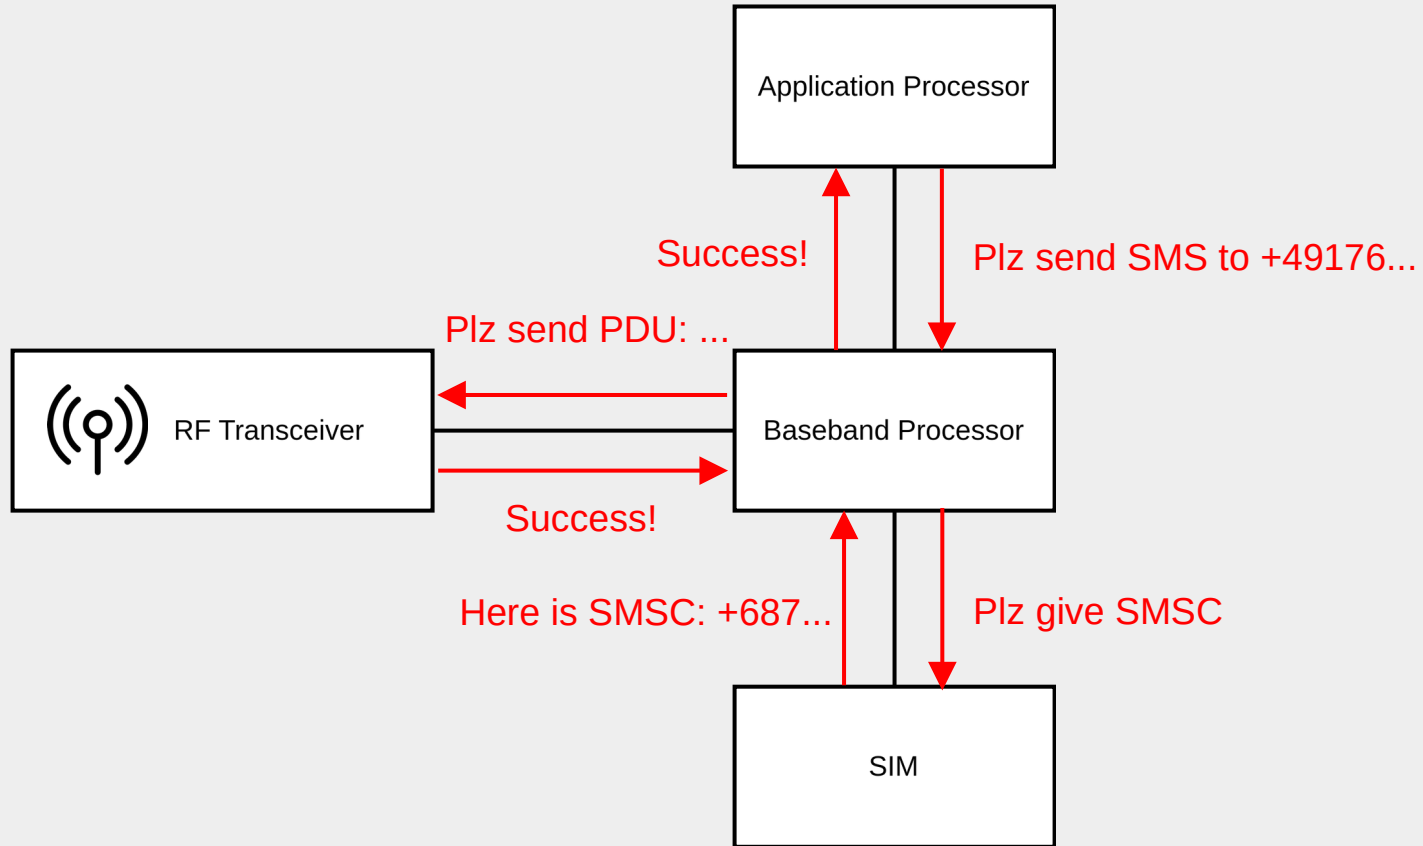 Application Processor
Success!
Plz send SMS to +49176...
Plz send PDU: ...
RF Transceiver
Baseband Processor
Success!
Here is SMSC: +687...
Plz give SMSC
SIM